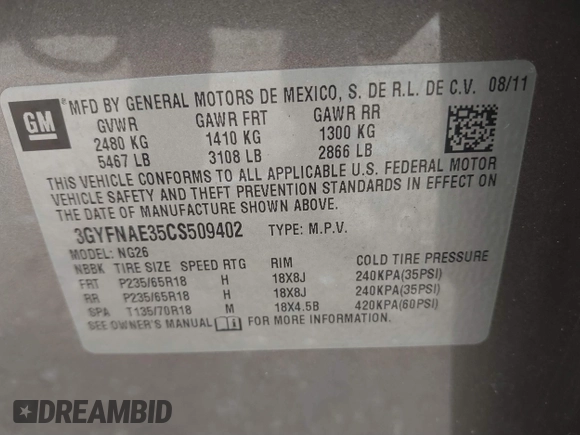 GM
® MFD BY GENERAL MOTORS DE MEXICO, S. DE R.L. DE C.V. 08/11
GVWR GAWR FRT GAWR RR
2480 KG 1410 KG 1300 KG
5467 LB 3108 LB 2866 LB
THIS VEHICLE CONFORMS TO ALL APPLICABLE U.S. FEDERAL MOTOR
VEHICLE SAFETY AND THEFT PREVENTION STANDARDS IN EFFECT ON
THE DATE OF MANUFACTURE SHOWN ABOVE.
3GYFNAE35CS509402 TYPE: M.P.V.
MODEL: NG26
NBBK TIRE SIZE SPEED RTG RIM COLD TIRE PRESSURE
FRT P235/65R18 H 18X8J 240KPA(35PSI)
RR P235/65R18 H 18X8J 240KPA(35PSI)
SPA T135/70R18 M 18X4.5B 420KPA(60PSI)
SEE OWNER'S MANUAL FOR MORE INFORMATION.
DREAMBID